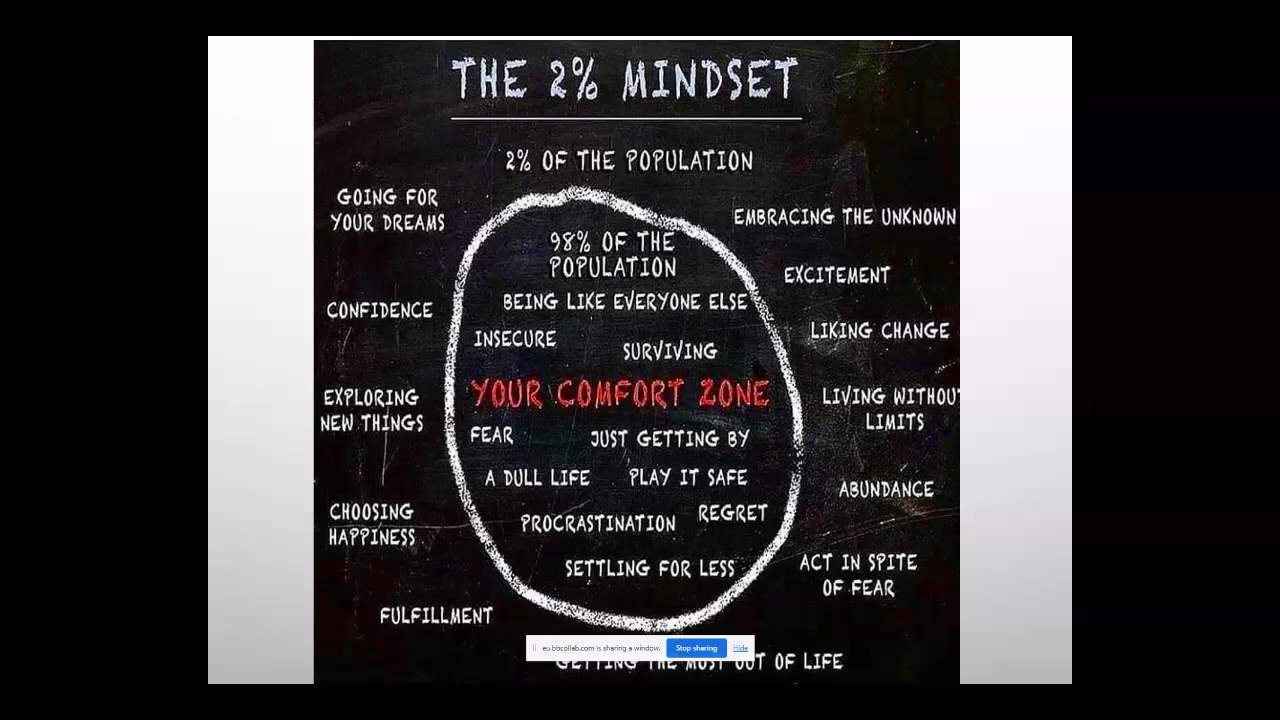 THE 2% MINDSET
2% OF THE POPULATION
GOING FOR
YOUR DREAMS
EMBRACING THE UNKNOWN
98% OF THE
POPULATION
EXCITEMENT
BEING LIKE EVERYONE ELSE
CONFIDENCE
LIKING CHANGE
INSECURE
SURVIVING
YOUR COMFORT ZONE
EXPLORING
NEW THINGS
LIVING WITHOUT
LIMITS
FEAR
JUST GETTING BY
A DULL LIFE
PLAY IT SAFE
ABUNDANCE
CHOOSING
HAPPINESS
PROCRASTINATION
REGRET
SETTLING FOR LESS
ACT IN SPITE
OF FEAR
FULFILLMENT
eu.bbcollab.com is sharing a window.
Stop sharing
Hide
GETTING THE MOST OUT OF LIFE